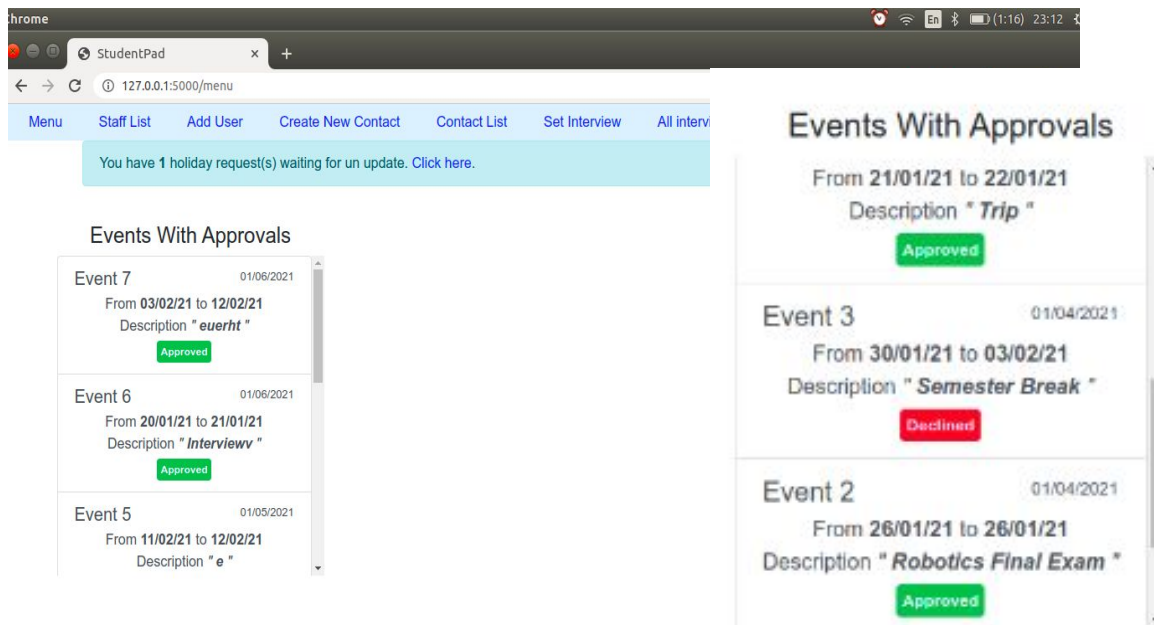 Chrome
En (1:16) 23:12
StudentPad × +
127.0.0.1:5000/menu
Menu Staff List Add User Create New Contact Contact List Set Interview All interv
You have 1 holiday request(s) waiting for un update. Click here.
Events With Approvals
Event 7 01/06/2021
From 03/02/21 to 12/02/21
Description " euerht "
Approved
Event 6 01/06/2021
From 20/01/21 to 21/01/21
Description " Interviewv "
Approved
Event 5 01/05/2021
From 11/02/21 to 12/02/21
Description " e "
Events With Approvals
From 21/01/21 to 22/01/21
Description " Trip "
Approved
Event 3 01/04/2021
From 30/01/21 to 03/02/21
Description " Semester Break "
Declined
Event 2 01/04/2021
From 26/01/21 to 26/01/21
Description " Robotics Final Exam "
Approved